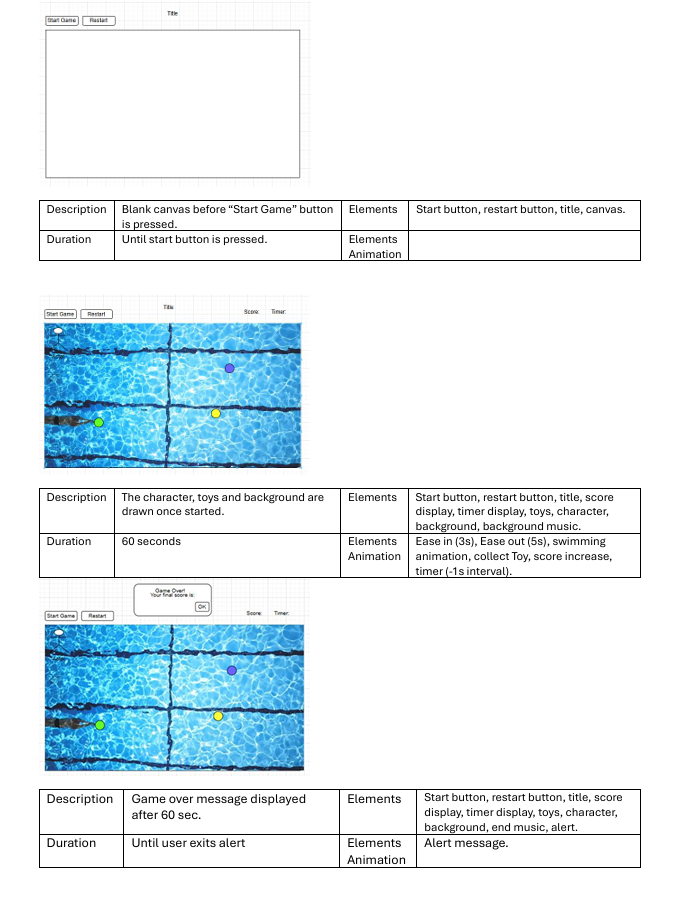 Title
Start Game Restart
Description Blank canvas before “Start Game” button Elements Start button, restart button, title, canvas.
is pressed.
Duration Until start button is pressed. Elements
Animation
Title
Start Game Restart Score: Timer:
Description The character, toys and background are Elements Start button, restart button, title, score
drawn once started. display, timer display, toys, character,
background, background music.
Duration 60 seconds Elements Ease in (3s), Ease out (5s), swimming
Animation animation, collect Toy, score increase,
timer (-1s interval).
Game Over!
Your final score is:
OK
Start Game Restart Score: Timer:
Description Game over message displayed Elements Start button, restart button, title, score
after 60 sec. display, timer display, toys, character,
background, end music, alert.
Duration Until user exits alert Elements Alert message.
Animation